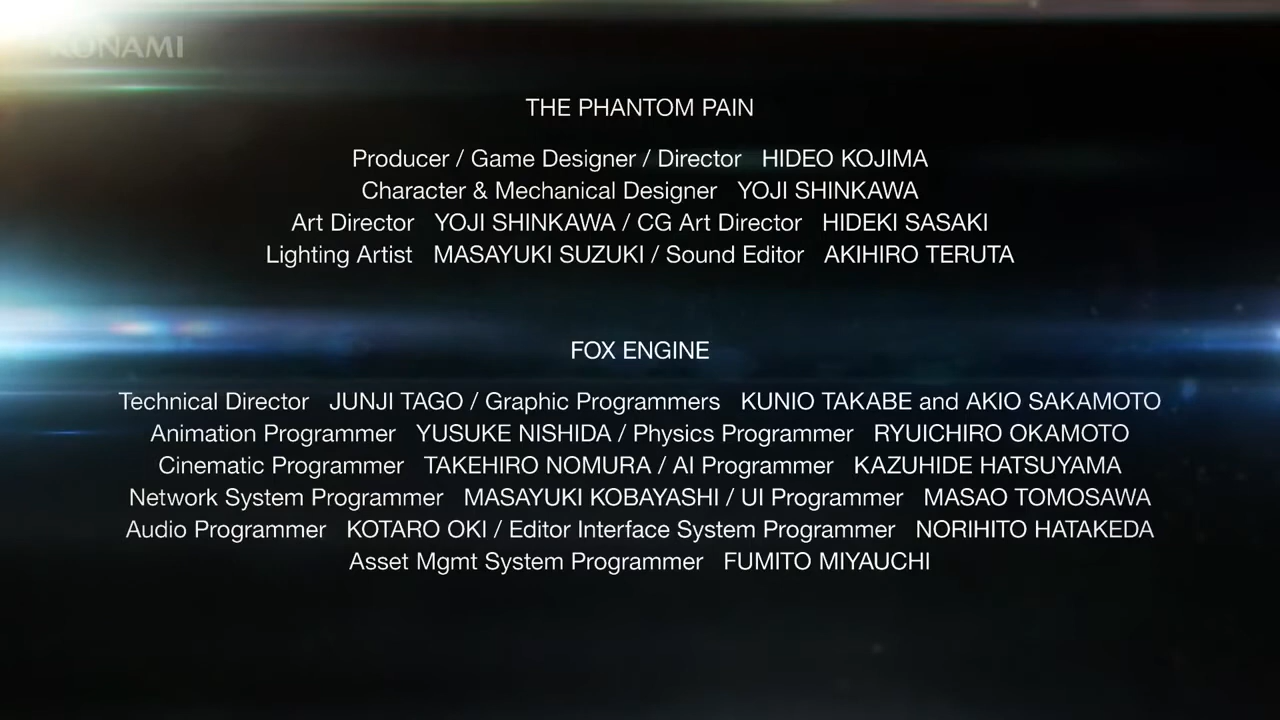 KONAMI
THE PHANTOM PAIN
Producer / Game Designer / Director HIDEO KOJIMA
Character & Mechanical Designer YOJI SHINKAWA
Art Director YOJI SHINKAWA / CG Art Director HIDEKI SASAKI
Lighting Artist MASAYUKI SUZUKI / Sound Editor AKIHIRO TERUTA
FOX ENGINE
Technical Director JUNJI TAGO / Graphic Programmers KUNIO TAKABE and AKIO SAKAMOTO
Animation Programmer YUSUKE NISHIDA / Physics Programmer RYUICHIRO OKAMOTO
Cinematic Programmer TAKEHIRO NOMURA / AI Programmer KAZUHIDE HATSUYAMA
Network System Programmer MASAYUKI KOBAYASHI / UI Programmer MASAO TOMOSAWA
Audio Programmer KOTARO OKI / Editor Interface System Programmer NORIHITO HATAKEDA
Asset Mgmt System Programmer FUMITO MIYAUCHI